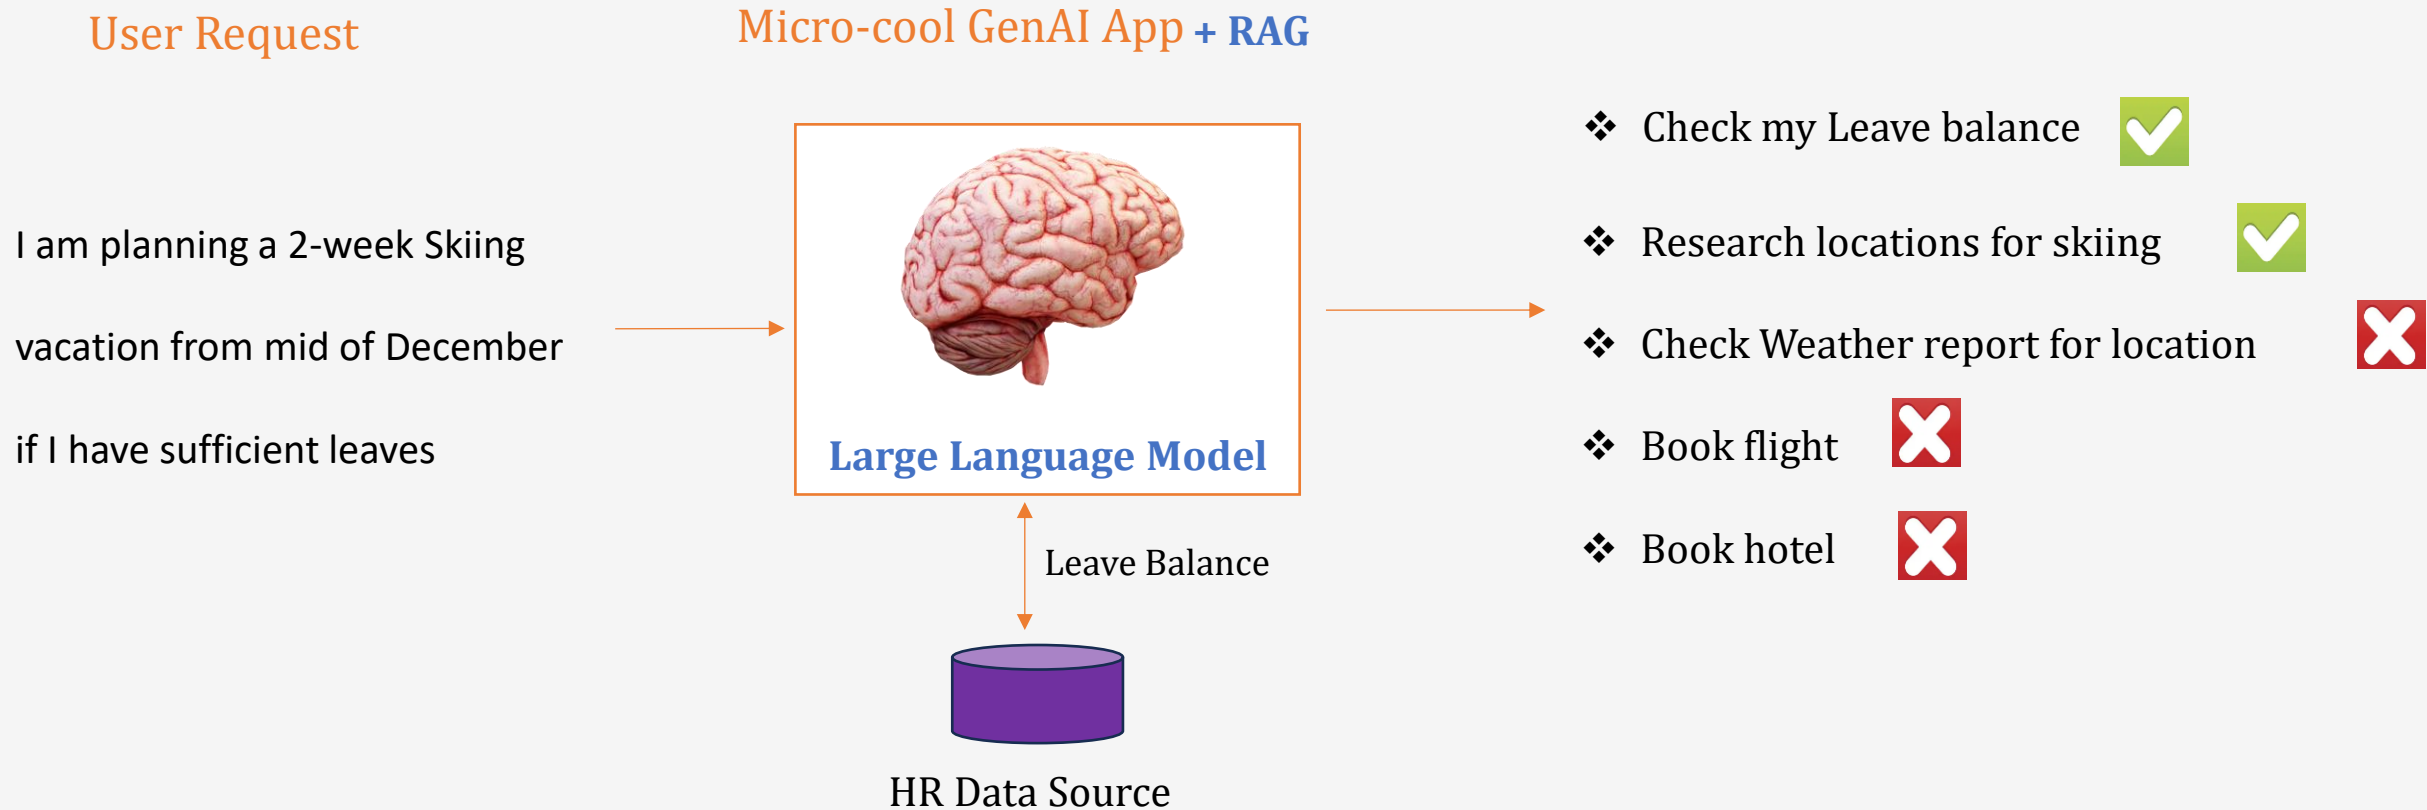 User Request
Micro-cool GenAI App + RAG
I am planning a 2-week Skiing
vacation from mid of December
if I have sufficient leaves
Large Language Model
Leave Balance
HR Data Source
❖ Check my Leave balance
❖ Research locations for skiing
❖ Check Weather report for location
❖ Book flight
❖ Book hotel